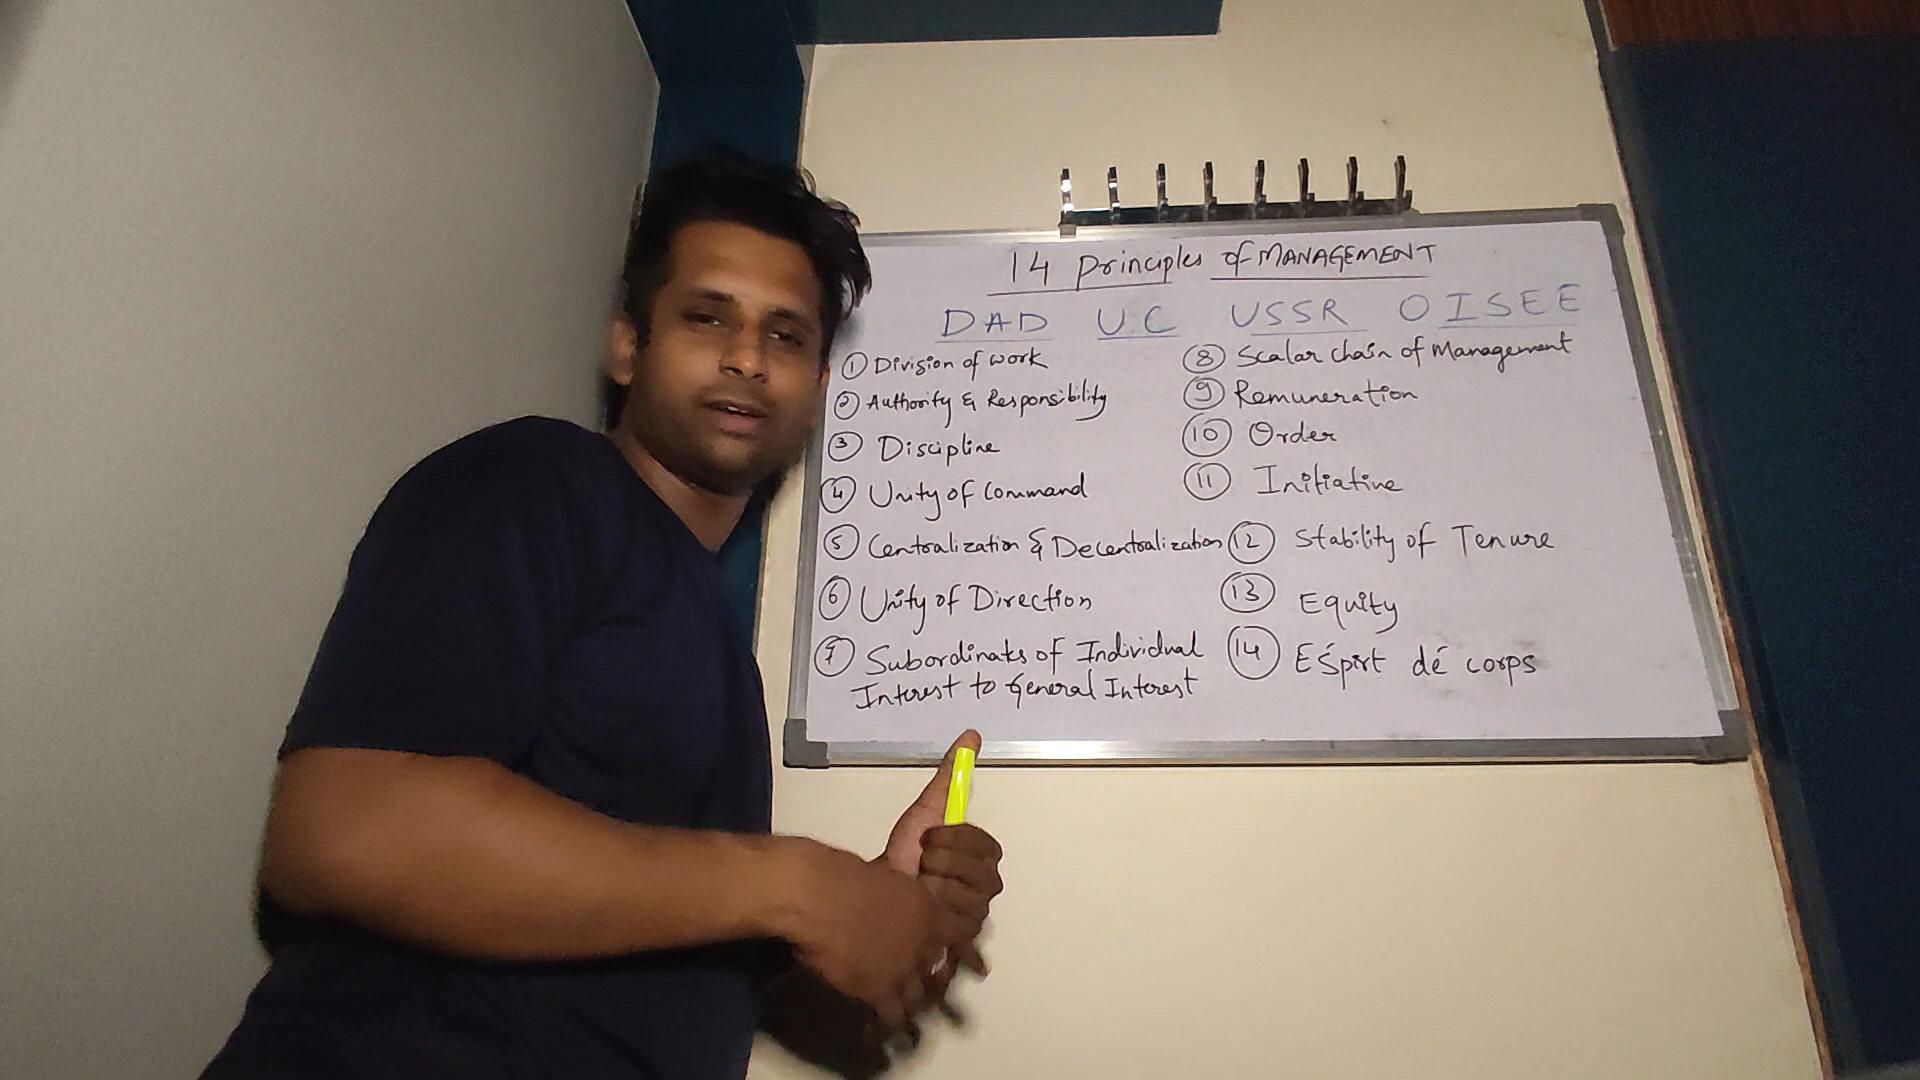 14 Principles of MANAGEMENT
DAD UC USSR OISEE
① Division of work
② Authority & Responsibility
③ Discipline
④ Unity of Command
⑤ Centralization & Decentralization
⑥ Unity of Direction
⑦ Subordinats of Individual
Interest to General Interest
⑧ Scalar chain of Management
⑨ Remuneration
⑩ Order
⑪ Initiative
⑫ Stability of Tenure
⑬ Equity
⑭ EŚpirt dé corps